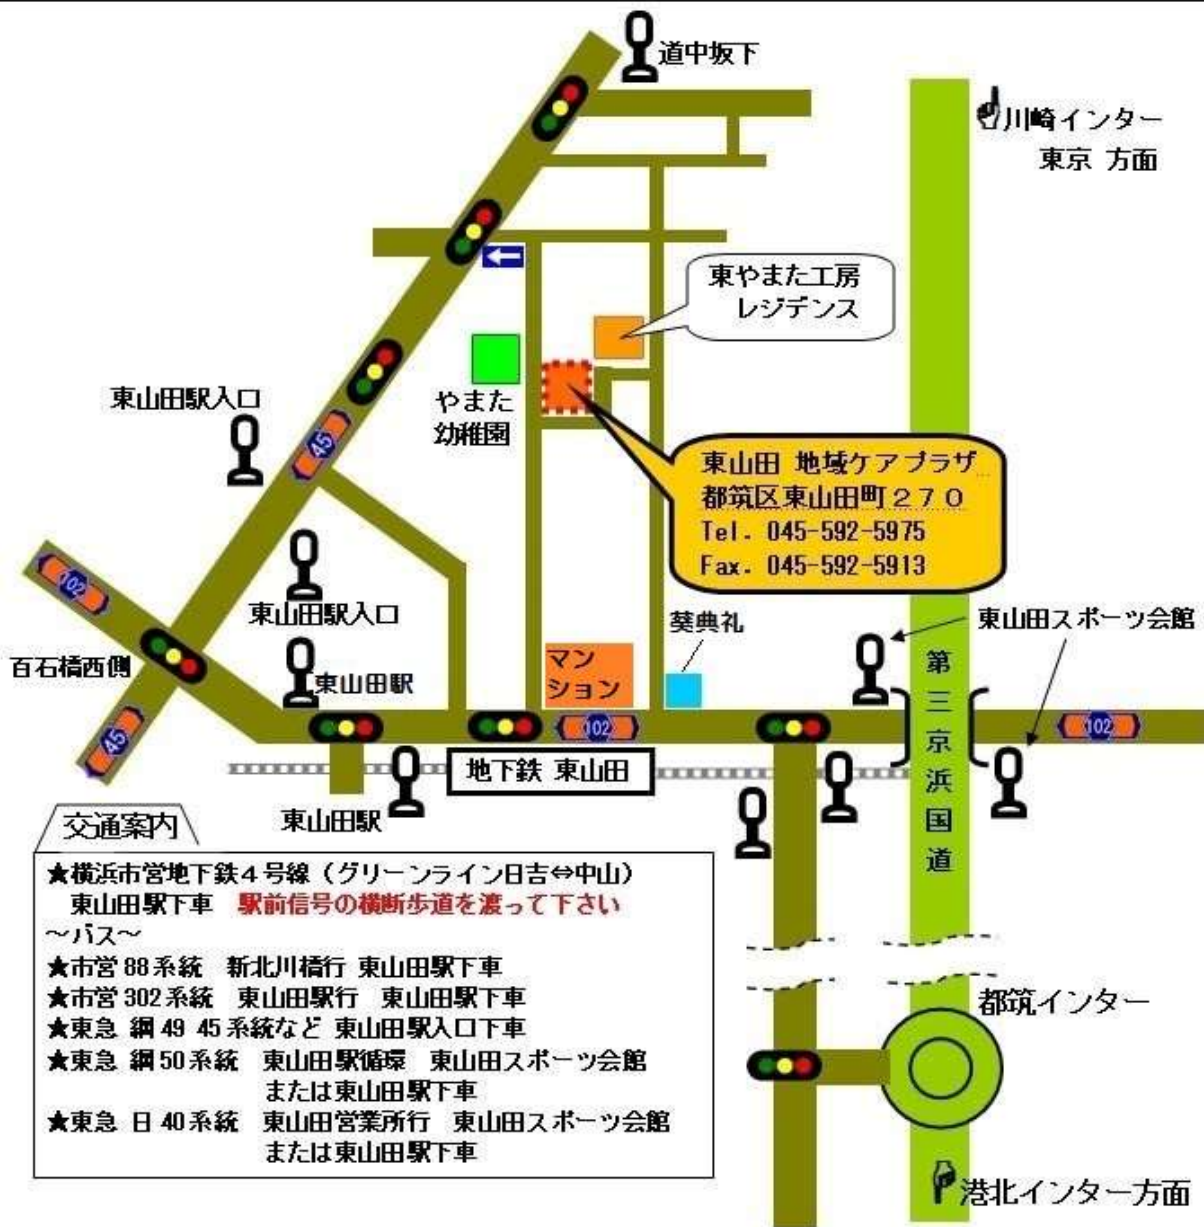 道中坂下
川崎インター
東京 方面
東やまた工房
レジデンス
東山田駅入口
45
やまた
幼稚園
東山田 地域ケアプラザ
都筑区東山田町270
Tel. 045-592-5975
Fax. 045-592-5913
102
東山田駅入口
葵典礼
東山田スポーツ会館
百石橋西側
東山田駅
マン
ション
第三京浜国道
45
102
102
地下鉄 東山田
東山田駅
交通案内
★横浜市営地下鉄4号線(グリーンライン日吉⇔中山)
東山田駅下車 駅前信号の横断歩道を渡って下さい
~バス~
★市営88系統 新北川橋行 東山田駅下車
★市営302系統 東山田駅行 東山田駅下車
★東急 綱49 45系統など 東山田駅入口下車
★東急 綱50系統 東山田駅循環 東山田スポーツ会館
または東山田駅下車
★東急 日40系統 東山田営業所行 東山田スポーツ会館
または東山田駅下車
都筑インター
港北インター方面